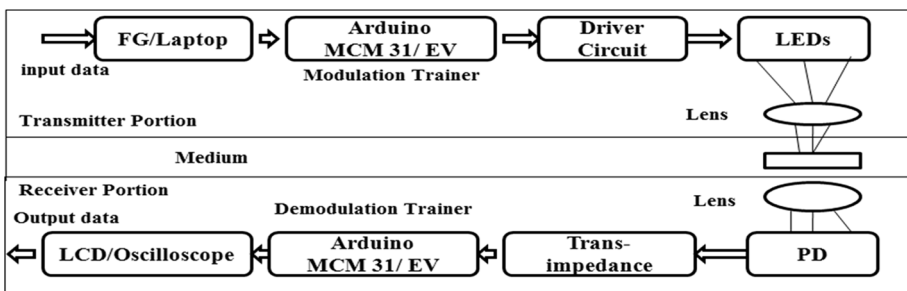 FG/Laptop
Arduino
MCM 31/ EV
Driver
Circuit
LEDs
input data
Modulation Trainer
Transmitter Portion
Lens
Medium
Receiver Portion
Lens
Output data
Demodulation Trainer
LCD/Oscilloscope
Arduino
MCM 31/ EV
Trans-
impedance
PD